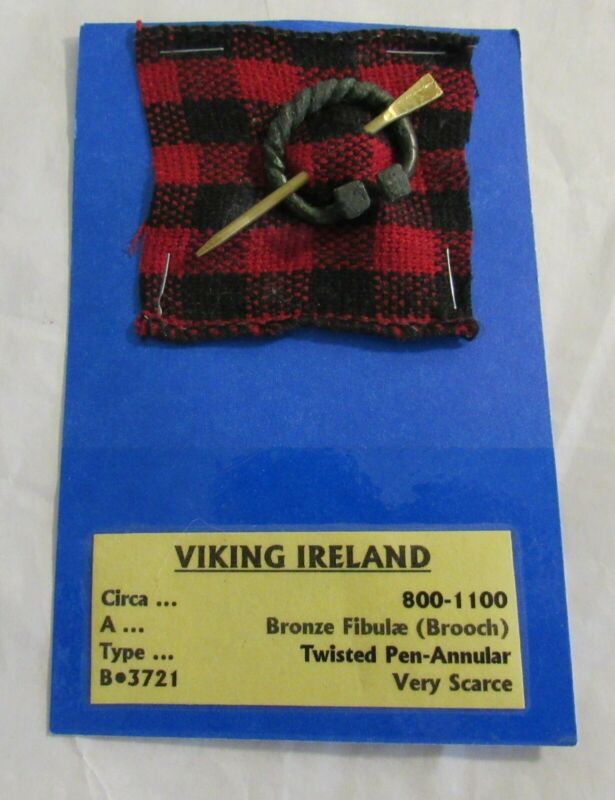 VIKING IRELAND
Circa ... 800-1100
A ... Bronze Fibulæ (Brooch)
Type ... Twisted Pen-Annular
B•3721 Very Scarce